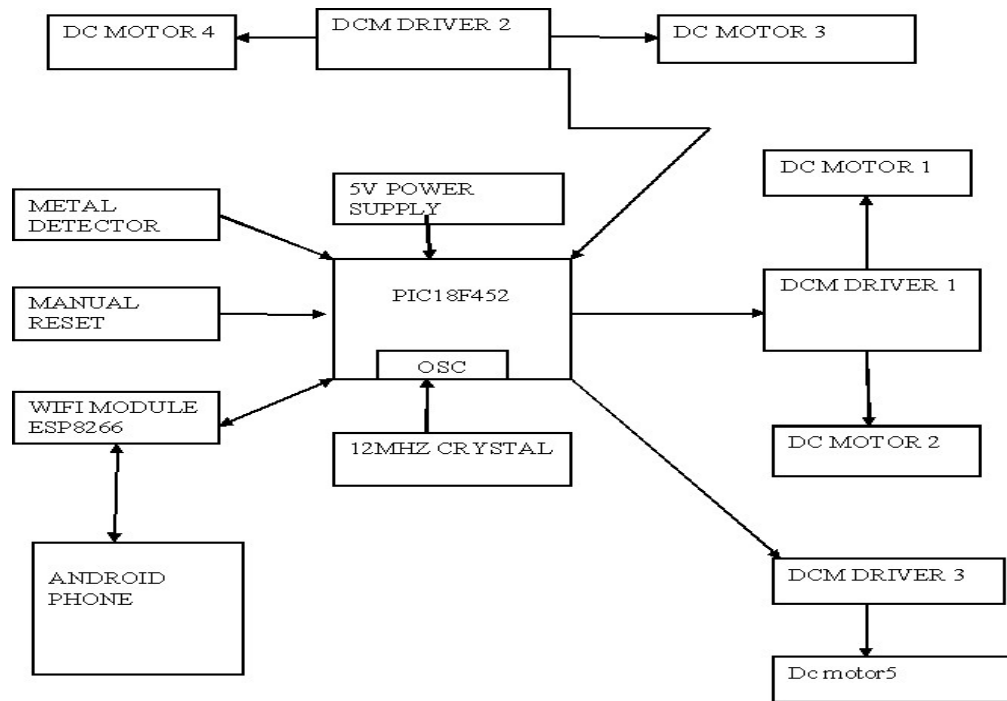 DC MOTOR 4
DCM DRIVER 2
DC MOTOR 3
DC MOTOR 1
5V POWER
SUPPLY
METAL
DETECTOR
PIC18F452
DCM DRIVER 1
MANUAL
RESET
OSC
WIFI MODULE
ESP8266
12MHZ CRYSTAL
DC MOTOR 2
ANDROID
PHONE
DCM DRIVER 3
Dc motor5